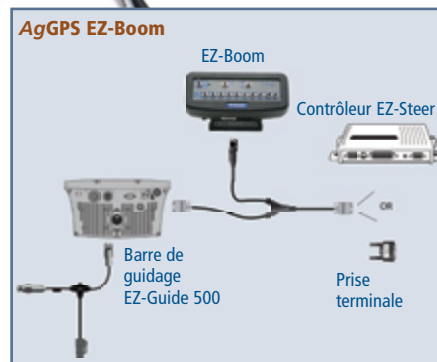 AgGPS EZ-Boom
EZ-Boom
Contrôleur EZ-Steer
OR
Barre de
guidage
EZ-Guide 500
Prise
terminale